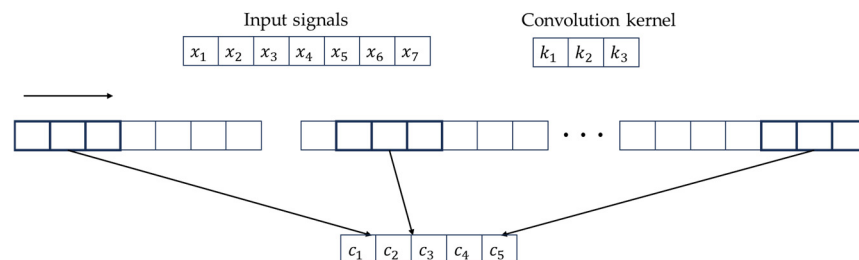 Input signals
Convolution kernel
x₁ x₂ x₃ x₄ x₅ x₆ x₇
k₁ k₂ k₃
• • •
c₁ c₂ c₃ c₄ c₅